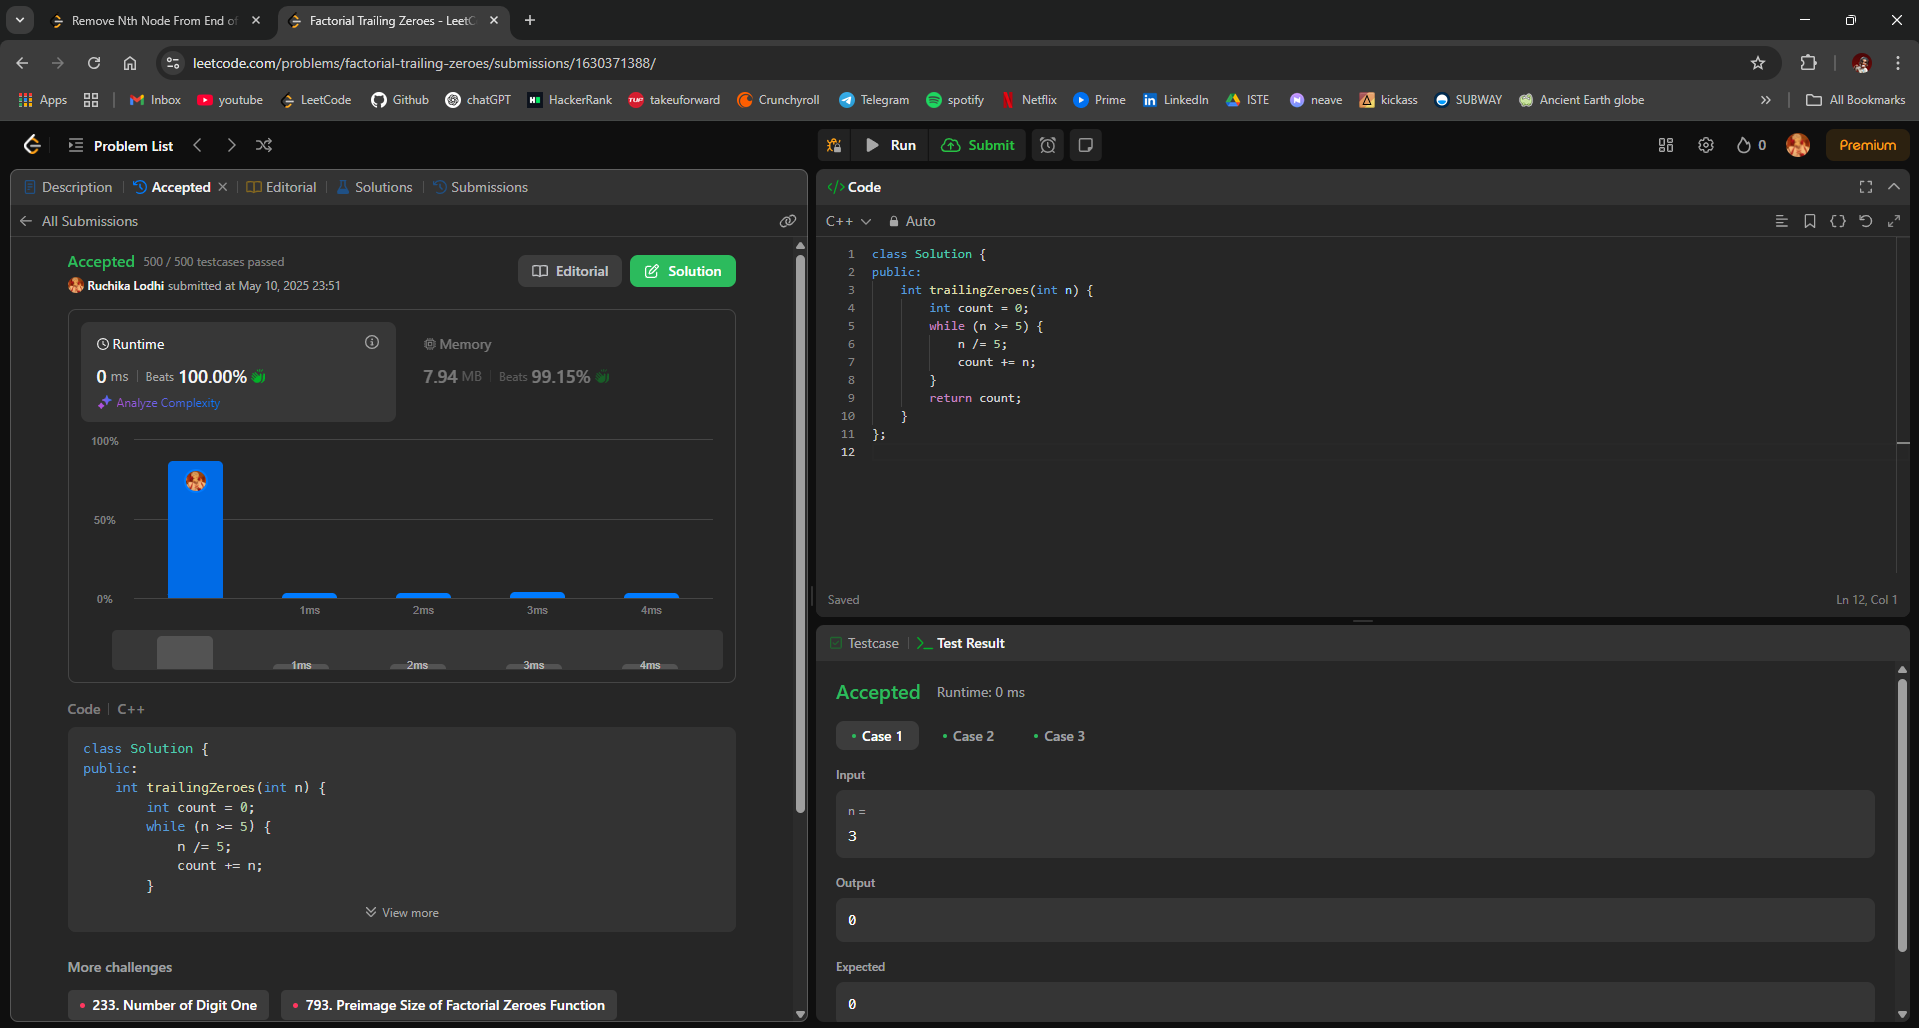 Remove Nth Node From End of
Factorial Trailing Zeroes - LeetC
leetcode.com/problems/factorial-trailing-zeroes/submissions/1630371388/
Apps Inbox youtube LeetCode Github chatGPT HackerRank takeuforward Crunchyroll Telegram spotify Netflix Prime LinkedIn ISTE neave kickass SUBWAY Ancient Earth globe » All Bookmarks
Problem List Run Submit 0 Premium
Description Accepted Editorial Solutions Submissions
All Submissions
Accepted 500 / 500 testcases passed
Ruchika Lodhi submitted at May 10, 2025 23:51
Editorial Solution
Runtime
0 ms Beats 100.00%
Analyze Complexity
Memory
7.94 MB Beats 99.15%
100%
50%
0%
1ms 2ms 3ms 4ms
1ms 2ms 3ms 4ms
Code C++
class Solution {
public:
    int trailingZeroes(int n) {
        int count = 0;
        while (n >= 5) {
            n /= 5;
            count += n;
        }
View more
More challenges
233. Number of Digit One 793. Preimage Size of Factorial Zeroes Function
</> Code
C++ Auto
1 class Solution {
2 public:
3     int trailingZeroes(int n) {
4         int count = 0;
5         while (n >= 5) {
6             n /= 5;
7             count += n;
8         }
9         return count;
10     }
11 };
12
Saved Ln 12, Col 1
Testcase Test Result
Accepted Runtime: 0 ms
Case 1 Case 2 Case 3
Input
n =
3
Output
0
Expected
0